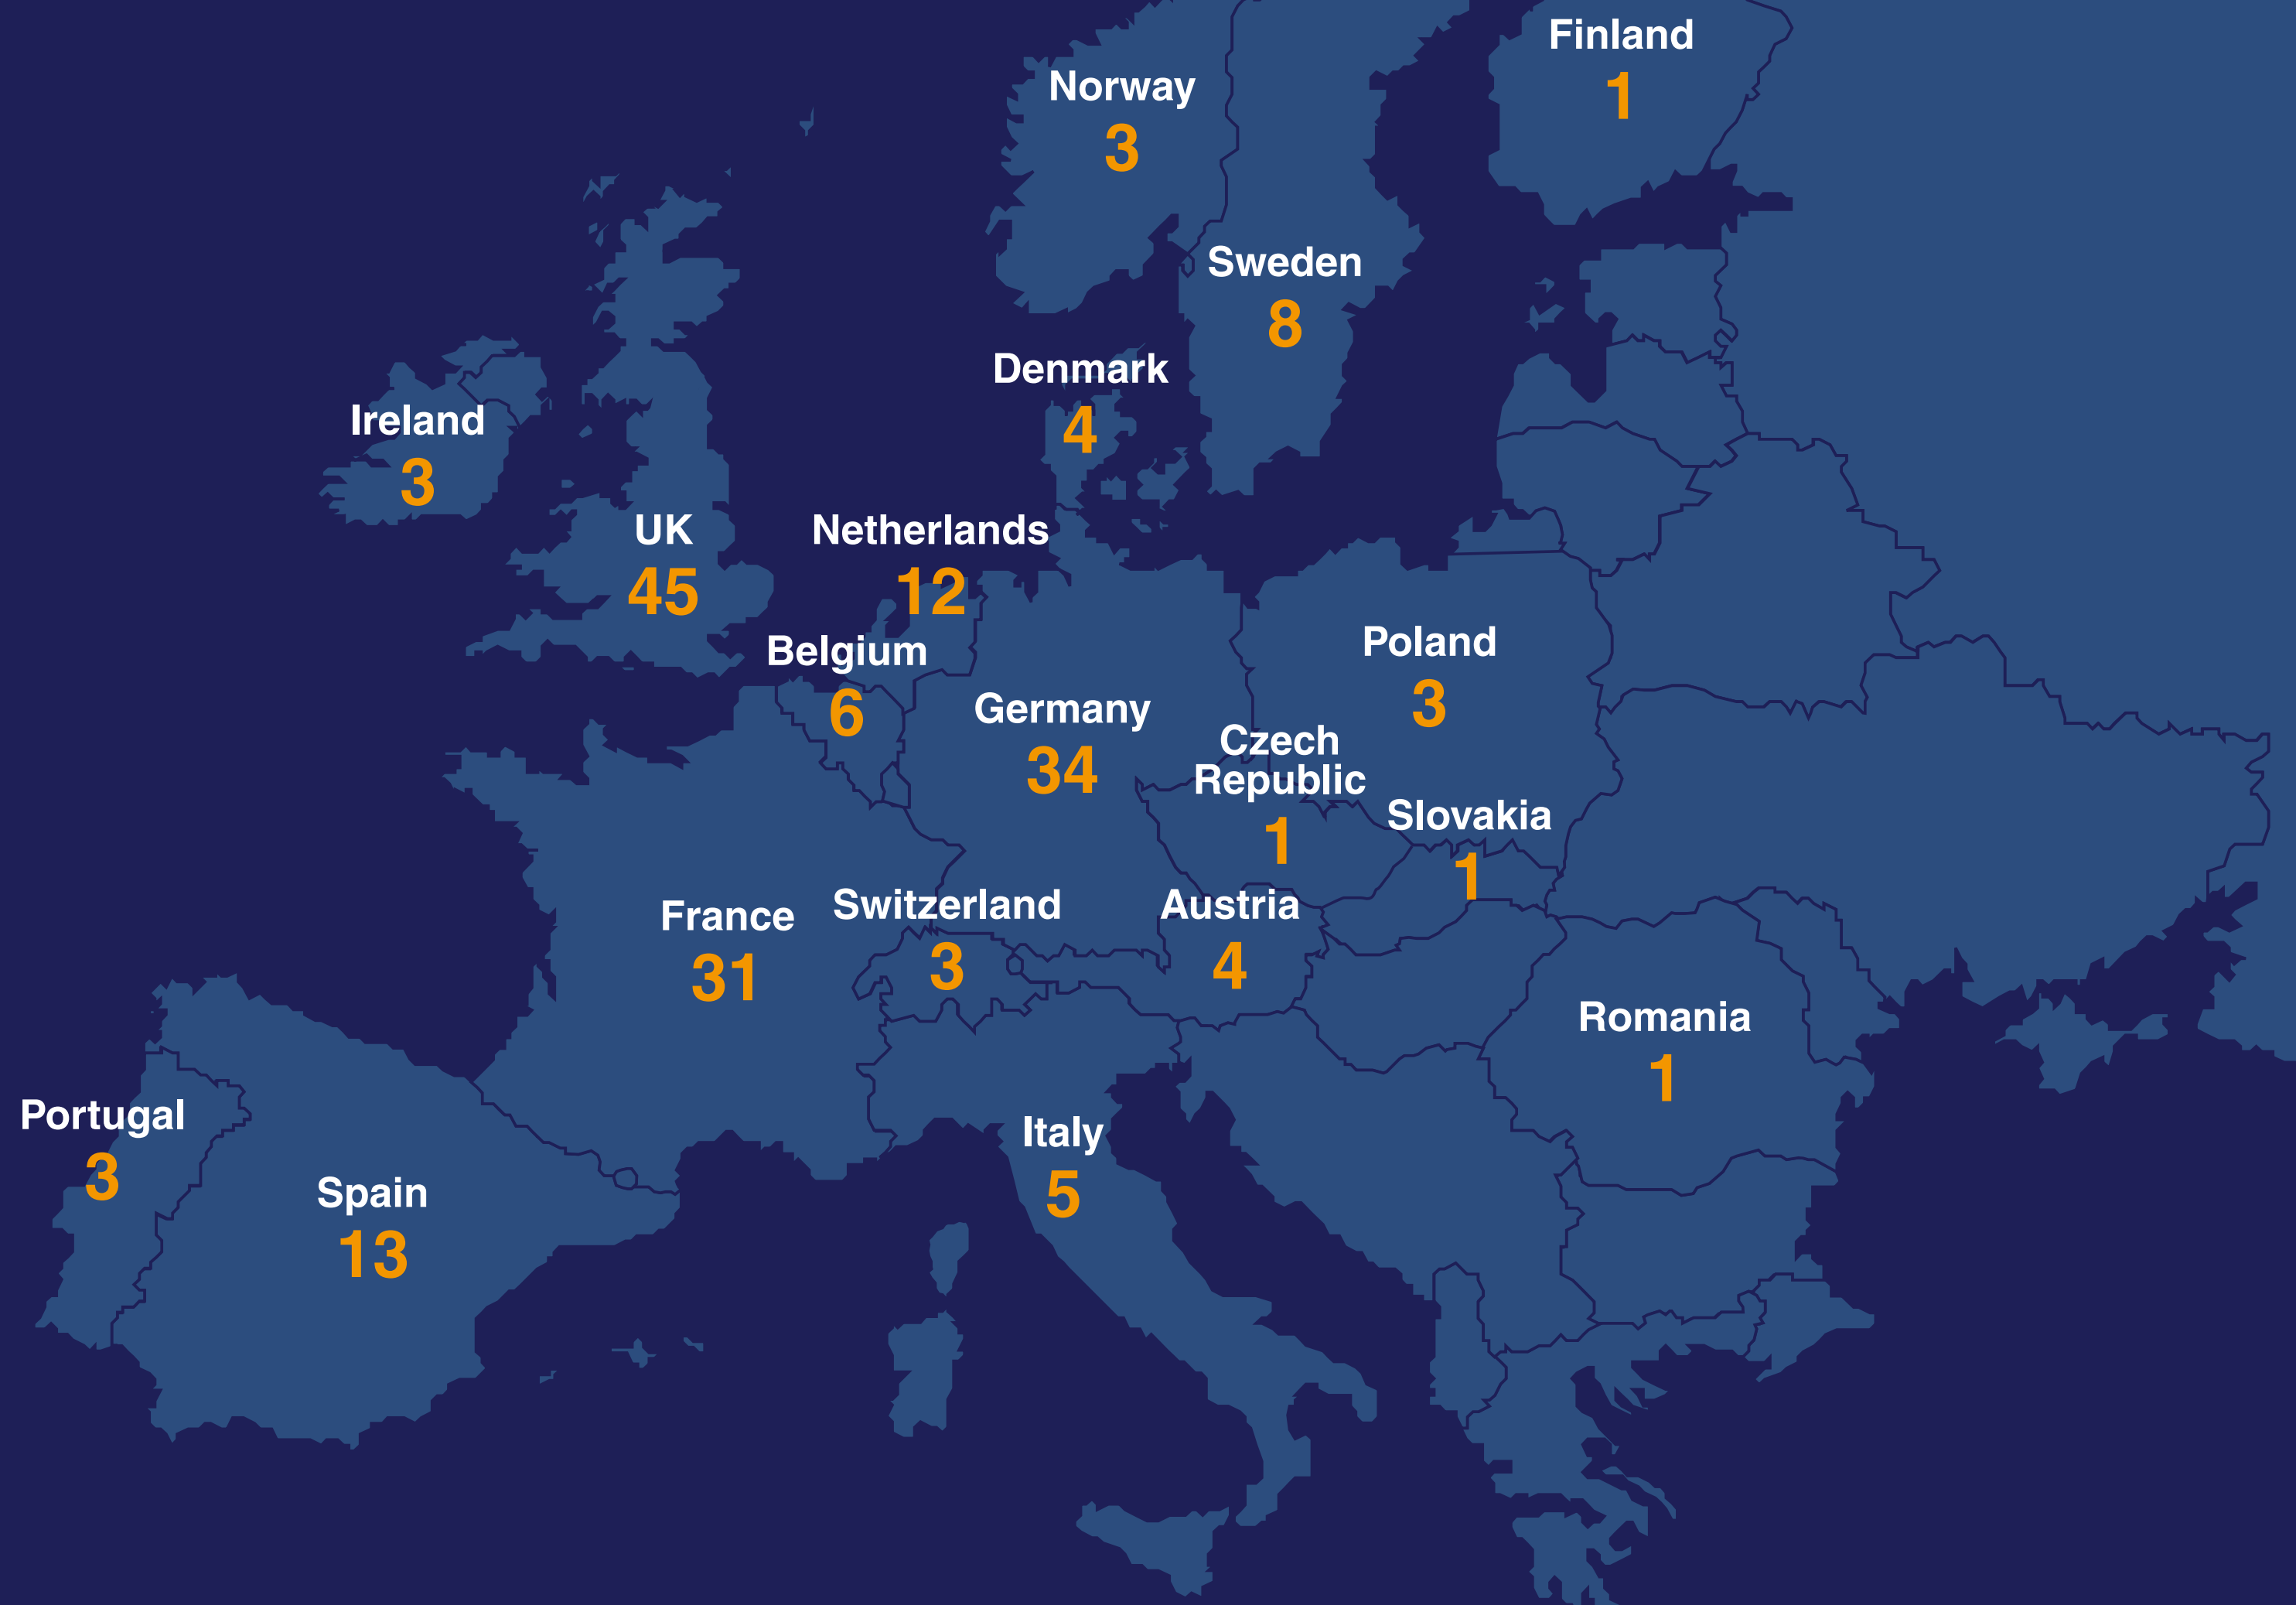 Finland
1
Norway
3
Sweden
8
Denmark
4
Ireland
3
UK
45
Netherlands
12
Belgium
6
Germany
34
Poland
3
Czech
Republic
1
Slovakia
1
France
31
Switzerland
3
Austria
4
Romania
1
Portugal
3
Spain
13
Italy
5